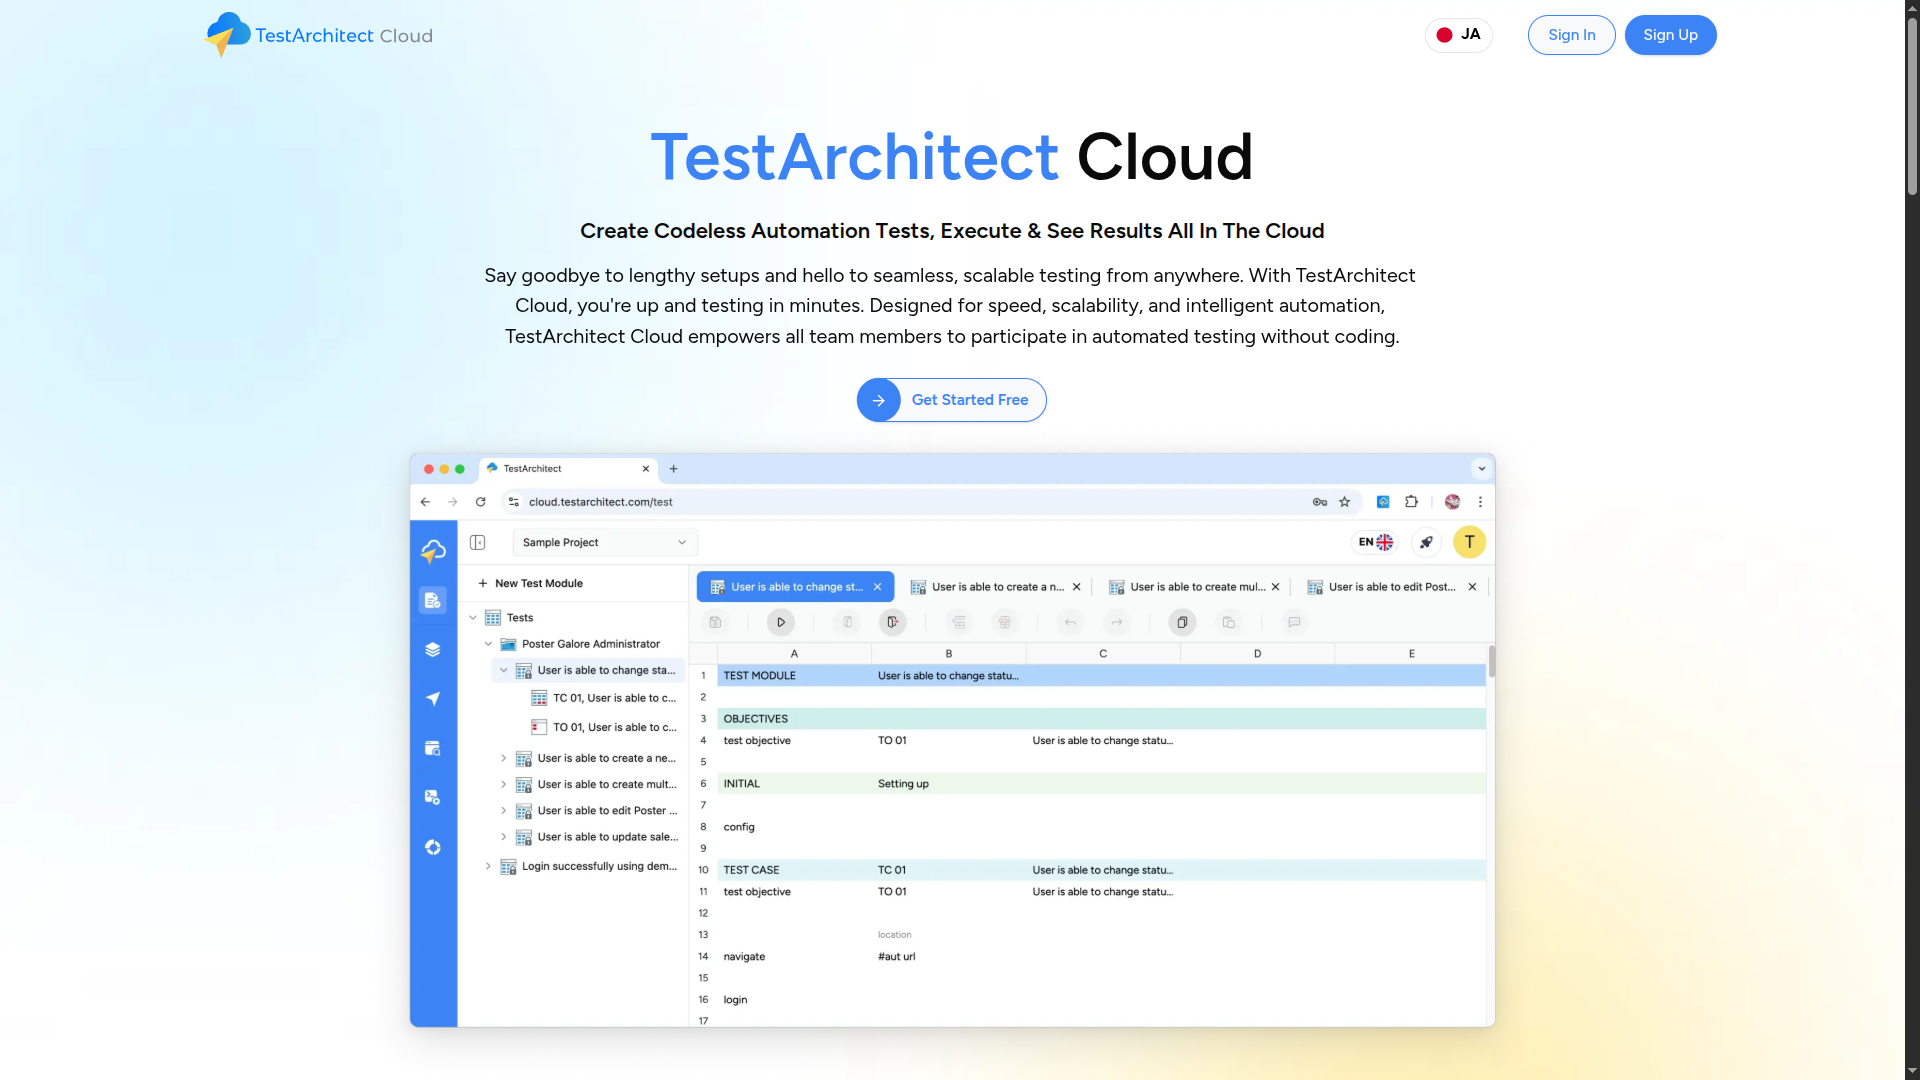 TestArchitect Cloud
JA
Sign In
Sign Up
TestArchitect Cloud
Create Codeless Automation Tests, Execute & See Results All In The Cloud
Say goodbye to lengthy setups and hello to seamless, scalable testing from anywhere. With TestArchitect
Cloud, you're up and testing in minutes. Designed for speed, scalability, and intelligent automation,
TestArchitect Cloud empowers all team members to participate in automated testing without coding.
Get Started Free
TestArchitect
cloud.testarchitect.com/test
Sample Project
EN
T
New Test Module
User is able to change st...
User is able to create a n...
User is able to create mul...
User is able to edit Post...
Tests
Poster Galore Administrator
User is able to change sta...
TC 01, User is able to c...
TO 01, User is able to c...
User is able to create a ne...
User is able to create mult...
User is able to edit Poster ...
User is able to update sale...
Login successfully using dem...
A B C D E
1 TEST MODULE User is able to change statu...
2
3 OBJECTIVES
4 test objective TO 01 User is able to change statu...
5
6 INITIAL Setting up
7
8 config
9
10 TEST CASE TC 01 User is able to change statu...
11 test objective TO 01 User is able to change statu...
12
13 location
14 navigate #aut url
15
16 login
17